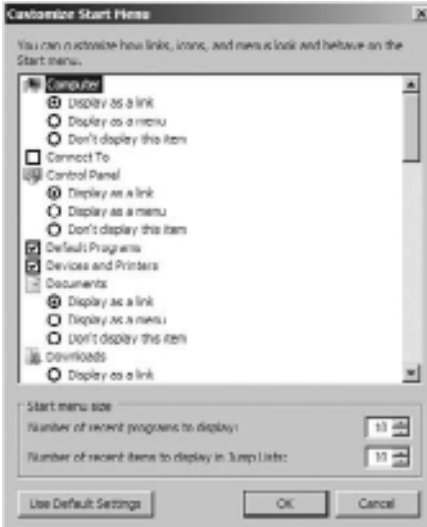 Customize Start Menu
You can customize how links, icons, and menus look and behave on the
Start menu.
Computer
Display as a link
Display as a menu
Don't display this item
Connect To
Control Panel
Display as a link
Display as a menu
Don't display this item
Default Programs
Devices and Printers
Documents
Display as a link
Display as a menu
Don't display this item
Downloads
Display as a link
Start menu size
Number of recent programs to display: 10
Number of recent items to display in Jump Lists: 10
Use Default Settings OK Cancel